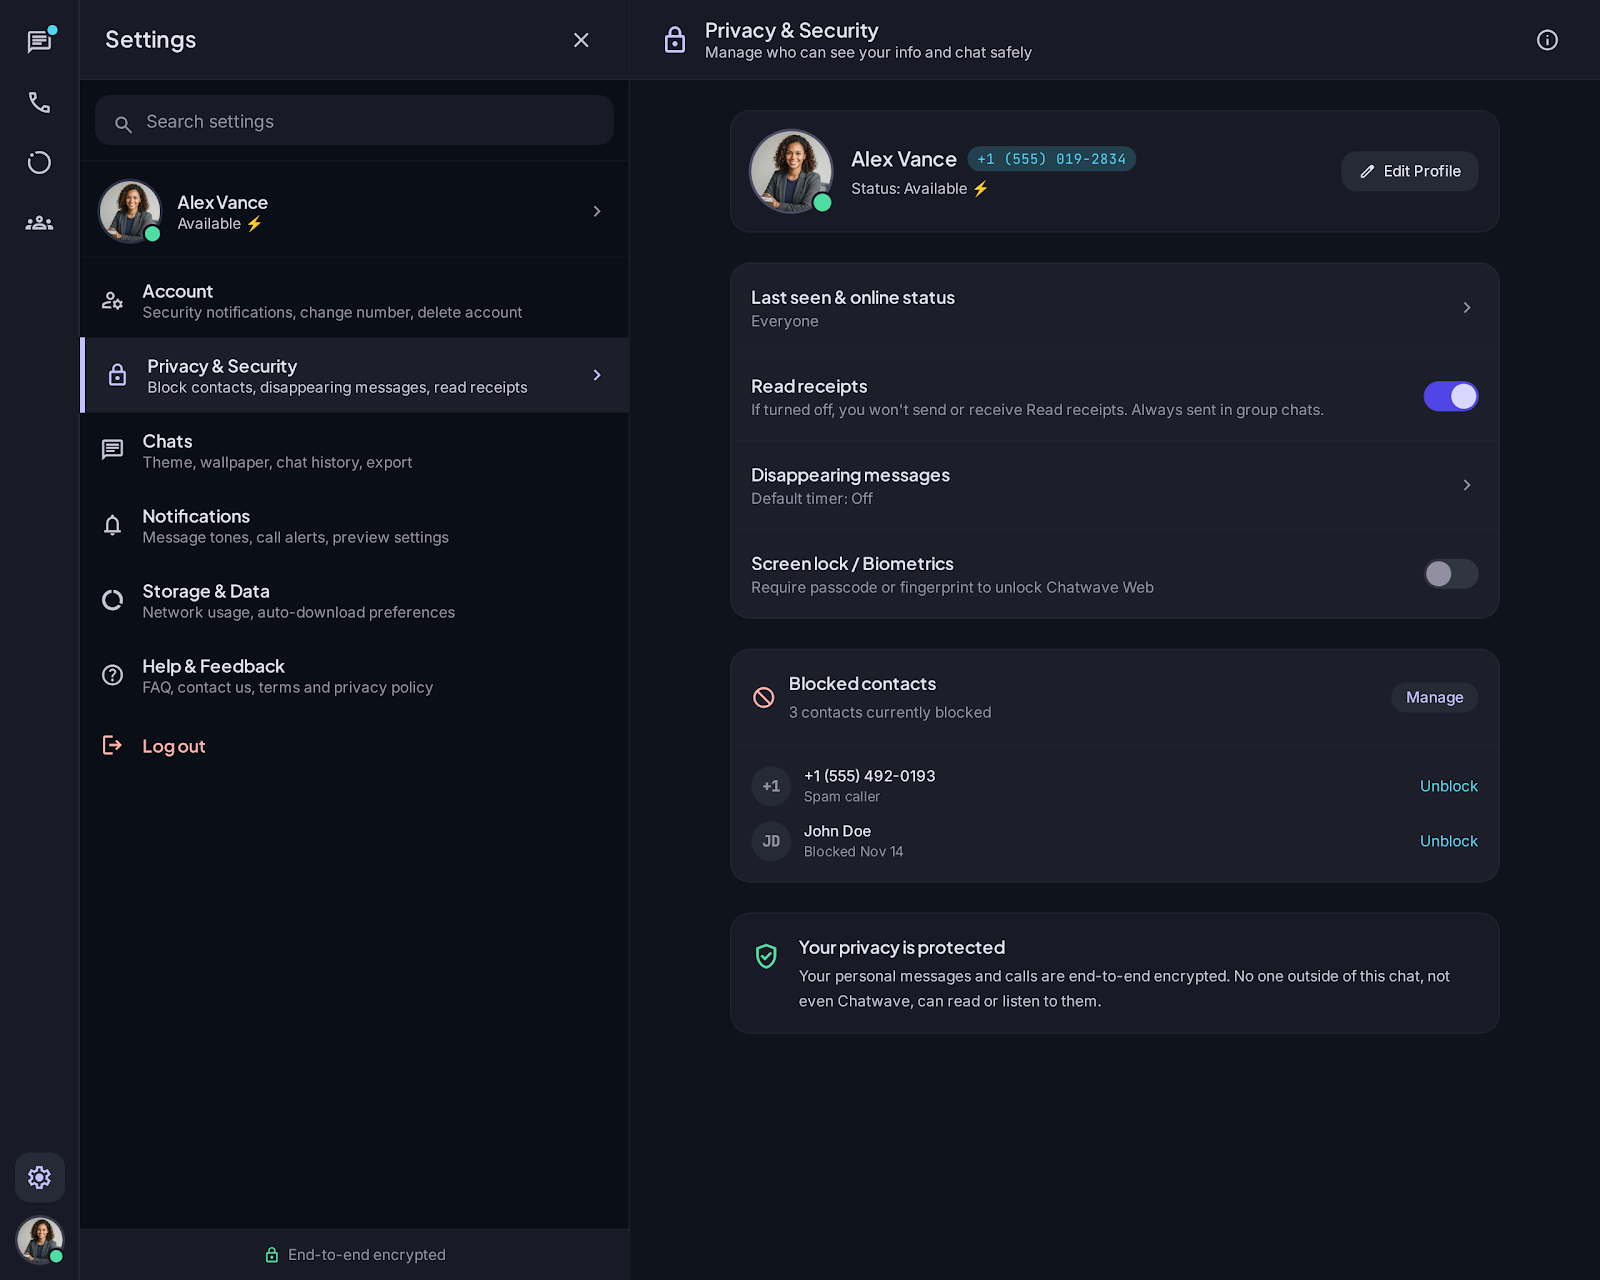 Settings
Search settings
Alex Vance
Available ⚡
Account
Security notifications, change number, delete account
Privacy & Security
Block contacts, disappearing messages, read receipts
Chats
Theme, wallpaper, chat history, export
Notifications
Message tones, call alerts, preview settings
Storage & Data
Network usage, auto-download preferences
Help & Feedback
FAQ, contact us, terms and privacy policy
Log out
End-to-end encrypted
Privacy & Security
Manage who can see your info and chat safely
Alex Vance +1 (555) 019-2834
Status: Available ⚡
Edit Profile
Last seen & online status
Everyone
Read receipts
If turned off, you won't send or receive Read receipts. Always sent in group chats.
Disappearing messages
Default timer: Off
Screen lock / Biometrics
Require passcode or fingerprint to unlock Chatwave Web
Blocked contacts
3 contacts currently blocked
Manage
+1
+1 (555) 492-0193
Spam caller
Unblock
JD
John Doe
Blocked Nov 14
Unblock
Your privacy is protected
Your personal messages and calls are end-to-end encrypted. No one outside of this chat, not
even Chatwave, can read or listen to them.